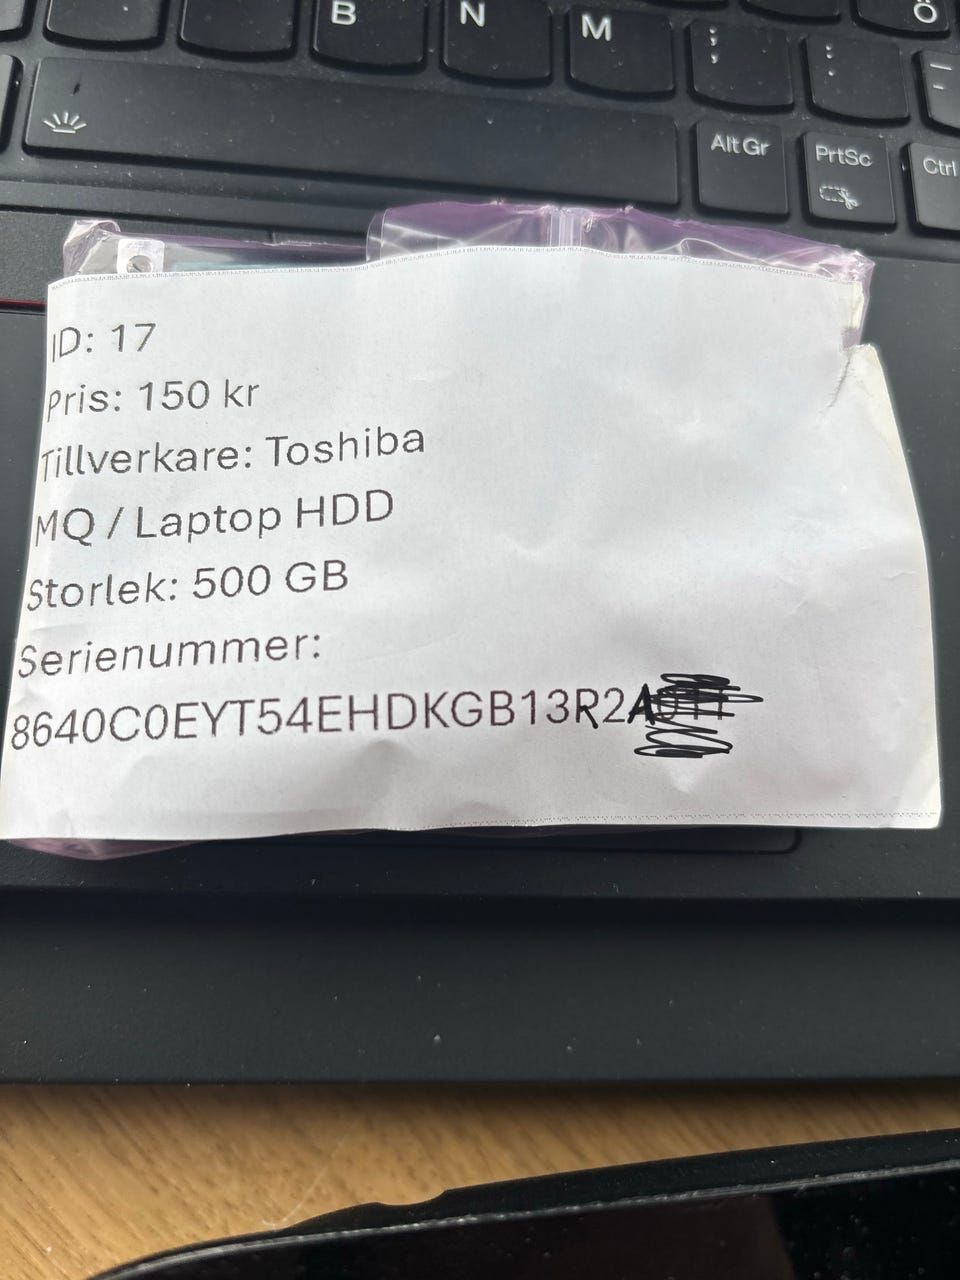 B N M ; : Ö
, .  -
Alt Gr PrtSc Ctrl
ID: 17
Pris: 150 kr
Tillverkare: Toshiba
MQ / Laptop HDD
Storlek: 500 GB
Serienummer:
8640C0EYT54EHDKGB13R2A